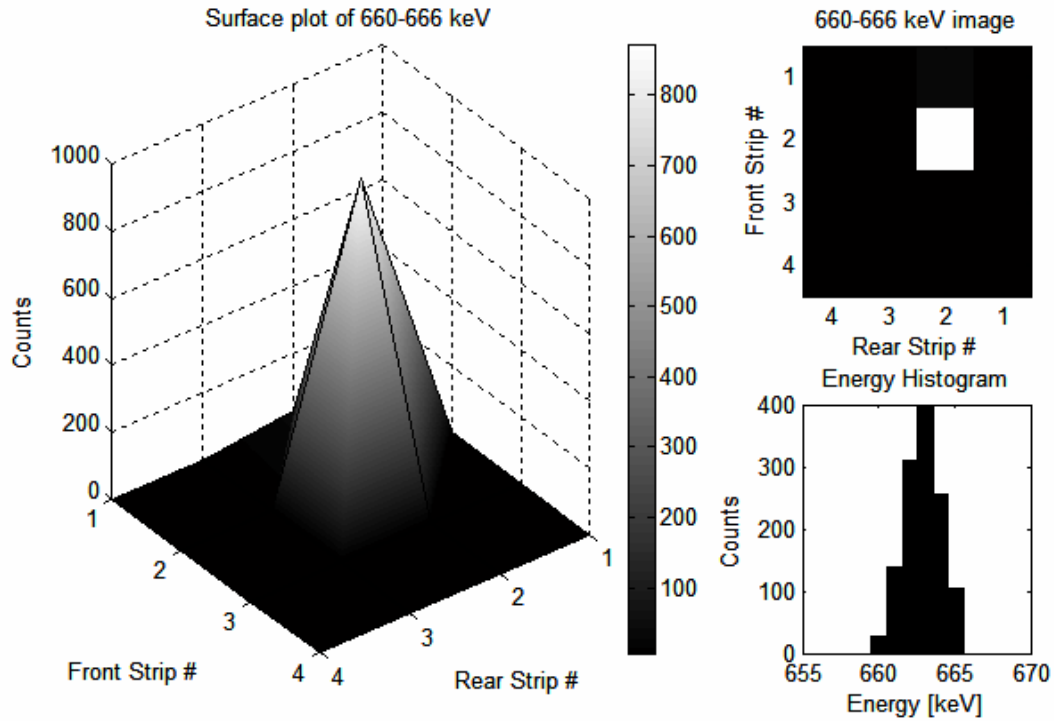 Surface plot of 660-666 keV
1000
800
600
400
200
0
Counts
1
2
3
4
Front Strip #
4
3
2
1
Rear Strip #
800
700
600
500
400
300
200
100
660-666 keV image
1
2
3
4
Front Strip #
4 3 2 1
Rear Strip #
Energy Histogram
400
300
200
100
0
Counts
655 660 665 670
Energy [keV]